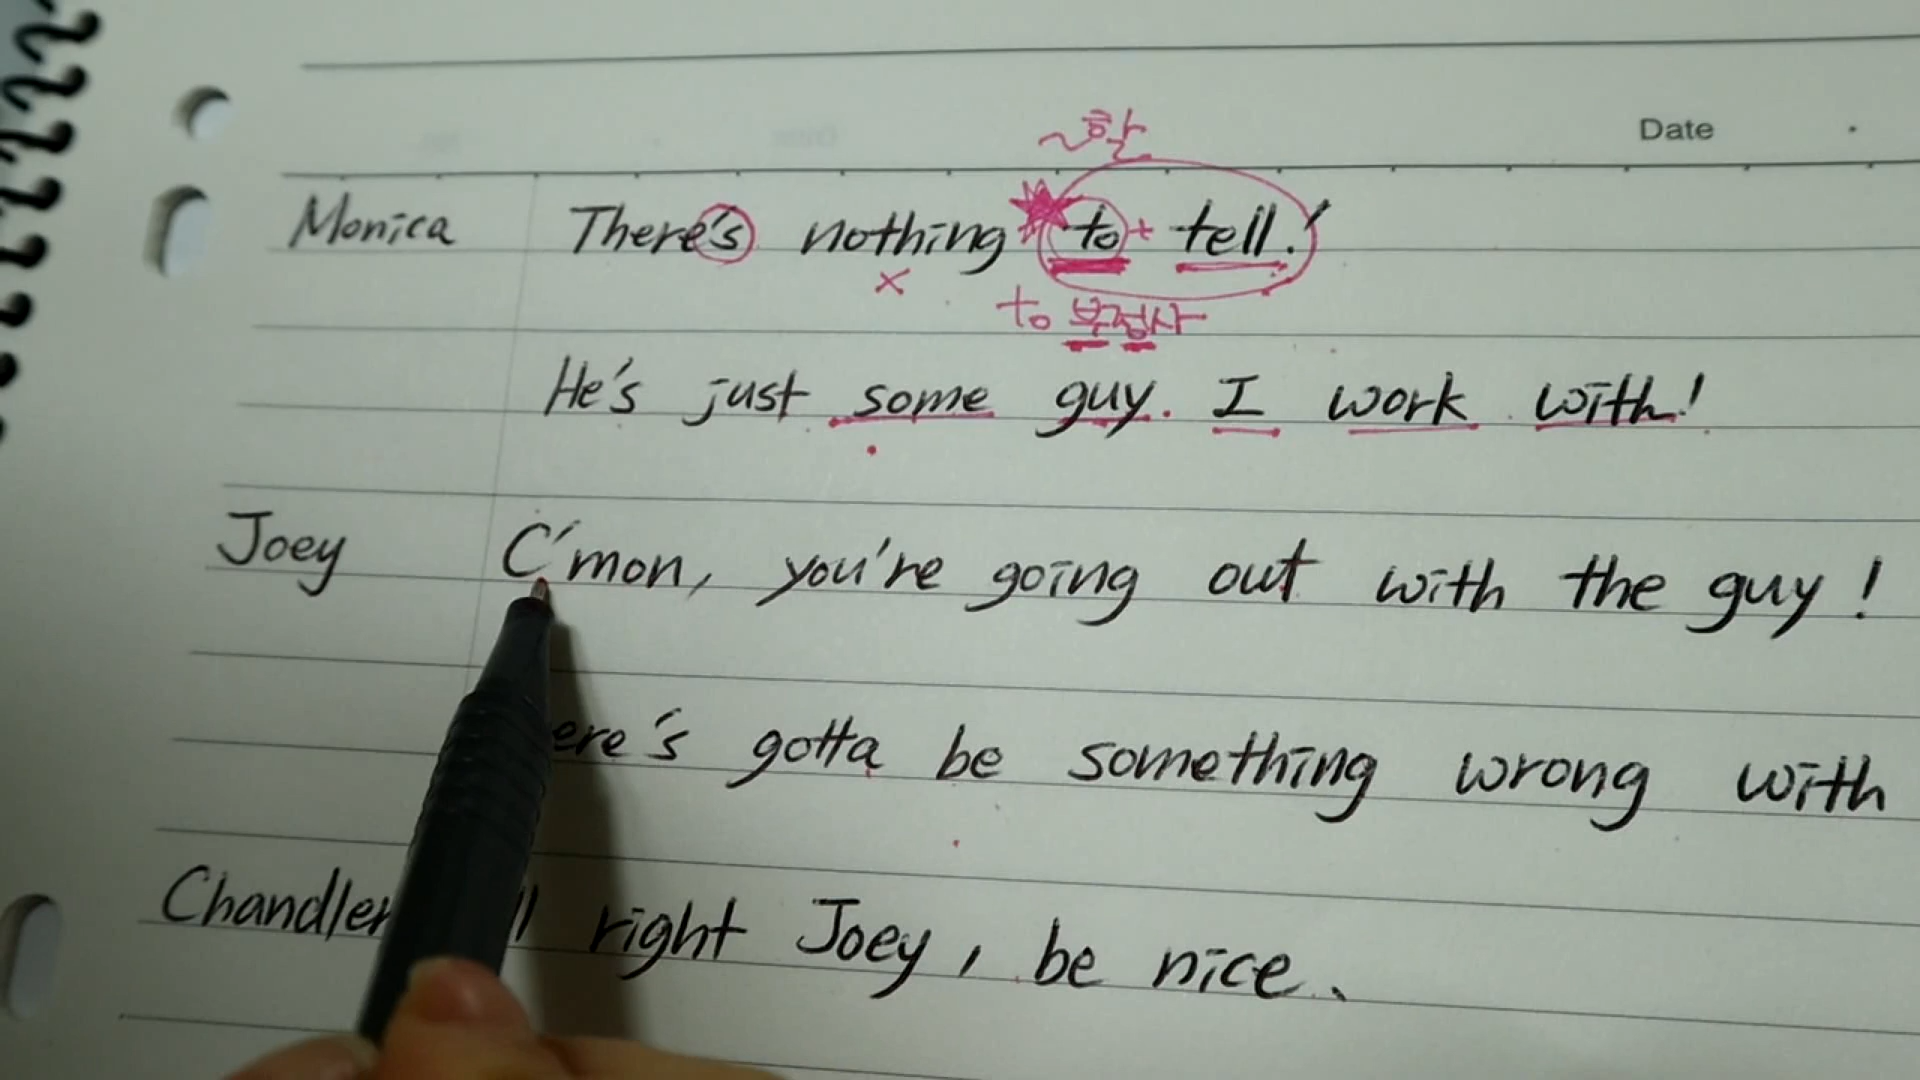 Date
~할
Monica There's nothing to + tell!
x to 부정사
He's just some guy. I work with!
Joey C'mon, you're going out with the guy!
ere's gotta be something wrong with
Chandler ll right Joey, be nice.